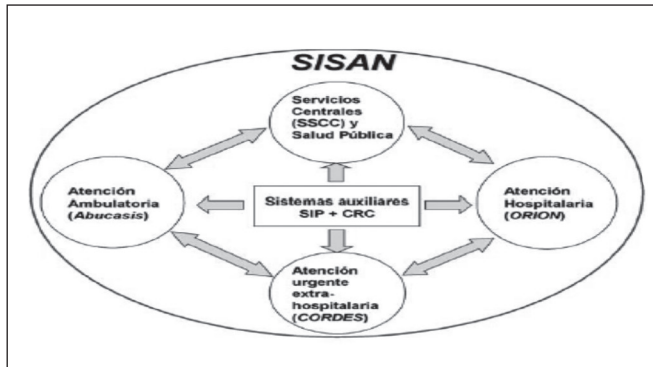 SISAN
Servicios
Centrales
(SSCC) y
Salud Pública
Atención
Ambulatoria
(Abucasis)
Sistemas auxiliares
SIP + CRC
Atención
Hospitalaria
(ORION)
Atención
urgente
extra-
hospitalaria
(CORDES)